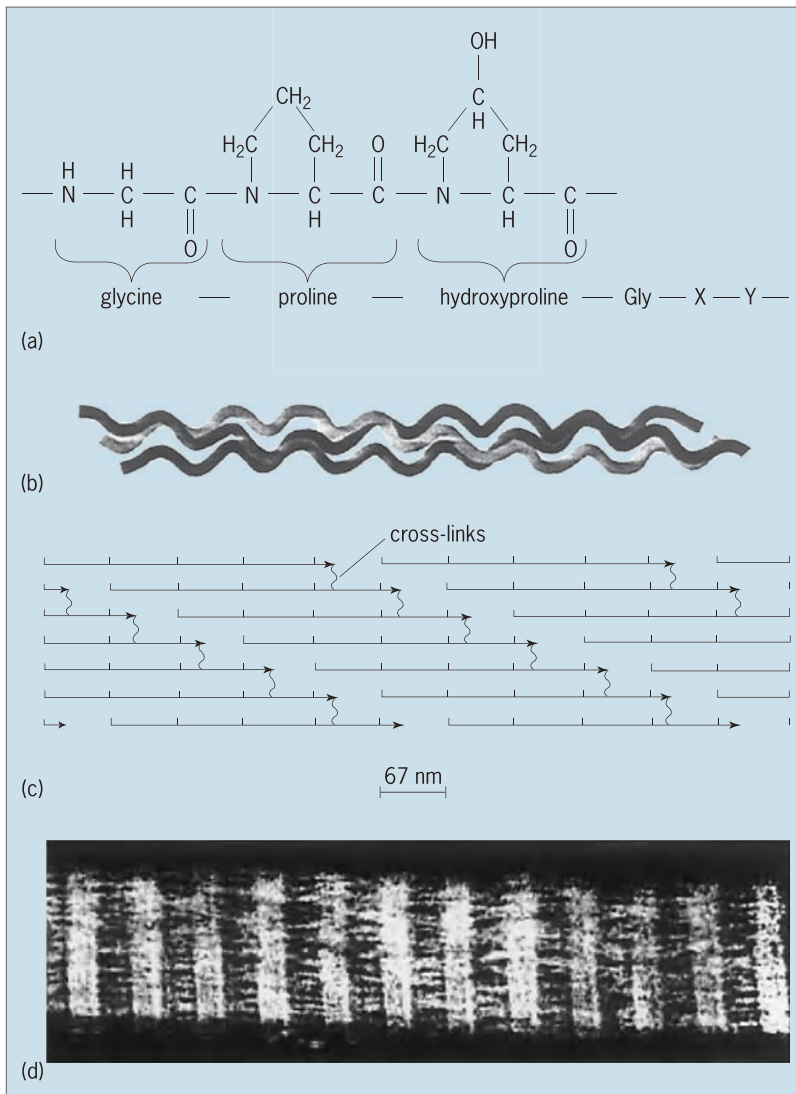 OH
CH2
C
H
H2C CH2 O H2C CH2
H H
N C C N C C N C C
H H O H H O
glycine — proline — hydroxyproline — Gly — X — Y —
(a)
(b)
cross-links
67 nm
(c)
(d)